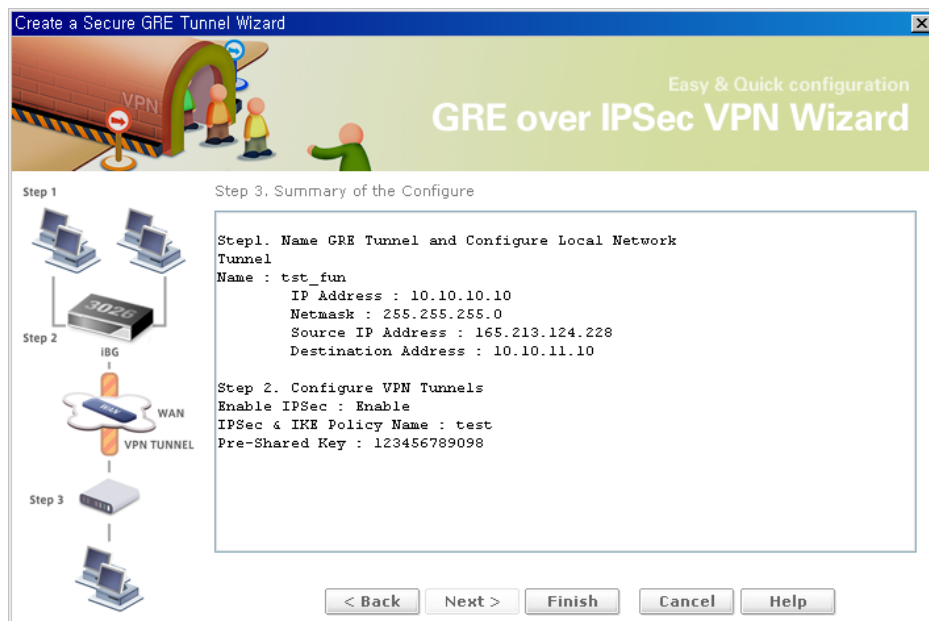 Create a Secure GRE Tunnel Wizard
VPN
Easy & Quick configuration
GRE over IPSec VPN Wizard
Step 1
3026
Step 2
iBG
WAN
WAN
VPN TUNNEL
Step 3
Step 3. Summary of the Configure
Step1. Name GRE Tunnel and Configure Local Network
Tunnel
Name : tst_fun
IP Address : 10.10.10.10
Netmask : 255.255.255.0
Source IP Address : 165.213.124.228
Destination Address : 10.10.11.10
Step 2. Configure VPN Tunnels
Enable IPSec : Enable
IPSec & IKE Policy Name : test
Pre-Shared Key : 123456789098
< Back
Next >
Finish
Cancel
Help